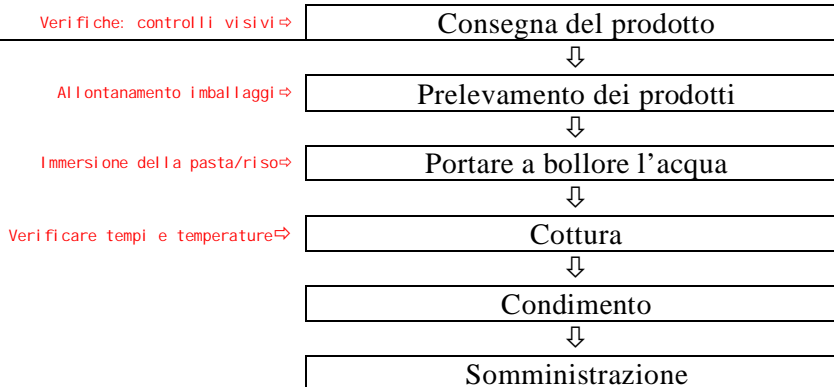 Verifiche: controlli visivi⇨ Consegna del prodotto
⇩
Allontanamento imballaggi⇨ Prelevamento dei prodotti
⇩
Immersione della pasta/riso⇨ Portare a bollore l’acqua
⇩
Verificare tempi e temperature⇨ Cottura
⇩
Condimento
⇩
Somministrazione